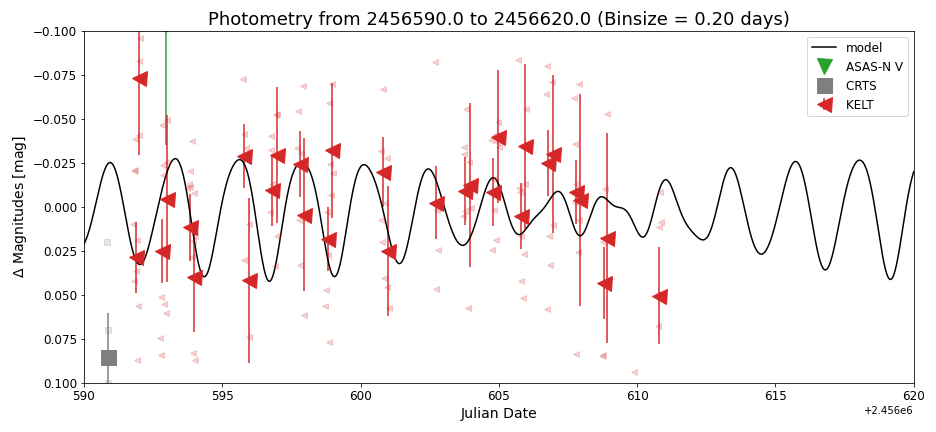 Photometry from 2456590.0 to 2456620.0 (Binsize = 0.20 days)
Δ Magnitudes [mag]
−0.100
−0.075
−0.050
−0.025
0.000
0.025
0.050
0.075
0.100
model
ASAS-N V
CRTS
KELT
590
595
600
605
610
615
620
+2.456e6
Julian Date